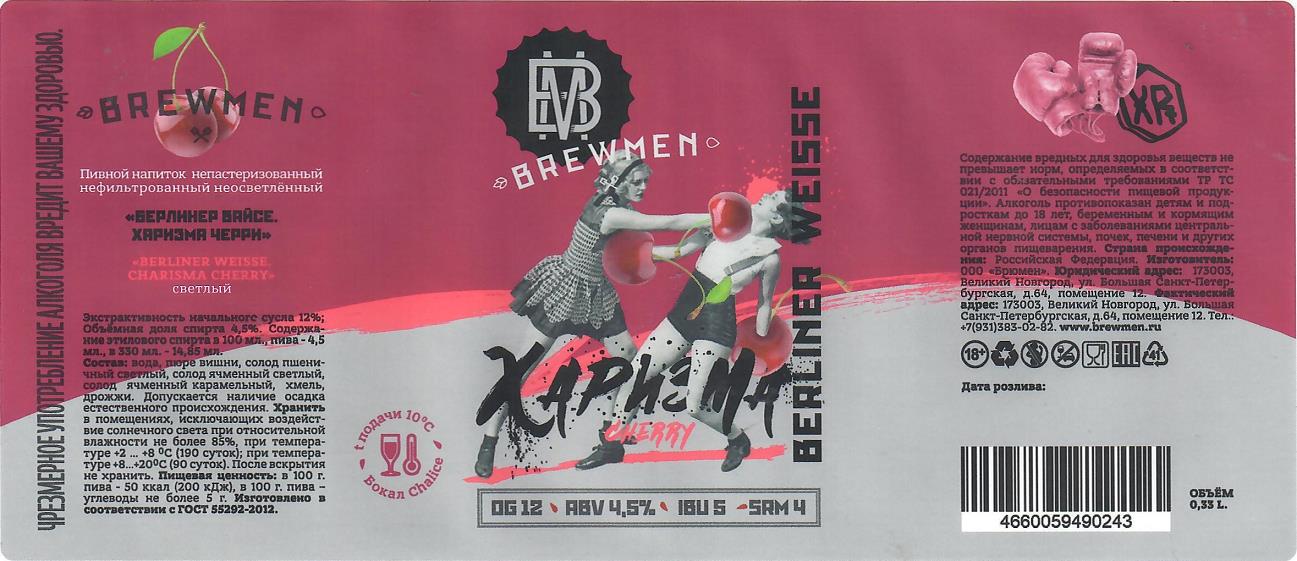 ЧРЕЗМЕРНОЕ УПОТРЕБЛЕНИЕ АЛКОГОЛЯ ВРЕДИТ ВАШЕМУ ЗДОРОВЬЮ.
BREWMEN
Пивной напиток непастеризованный
нефильтрованный неосветлённый
«БЕРЛИНЕР ВАЙСЕ.
ХАРИЗМА ЧЕРРИ»
«BERLINER WEISSE.
CHARISMA CHERRY»
светлый
Экстрактивность начального сусла 12%;
Объёмная доля спирта 4,5%. Содержа-
ние этилового спирта в 100 мл., пива - 4,5
мл., в 330 мл. - 14,85 мл.
Состав: вода, пюре вишни, солод пшени-
чный светлый, солод ячменный светлый,
солод ячменный карамельный, хмель,
дрожжи. Допускается наличие осадка
естественного происхождения. Хранить
в помещениях, исключающих воздейст-
вие солнечного света при относительной
влажности не более 85%, при темпера-
туре +2 ... +8 ⁰С (190 суток); при темпера-
туре +8...+20⁰С (90 суток). После вскрытия
не хранить. Пищевая ценность: в 100 г.
пива - 50 ккал (200 кДж), в 100 г. пива –
углеводы не более 5 г. Изготовлено в
соответствии с ГОСТ 55292-2012.
t подачи 10°C
Бокал Chalice
BM
BREWMEN
BERLINER WEISSE
ХАРИЗМА
CHERRY
OG 12 ABV 4,5% IBU 5 SRM 4
ХРт
Содержание вредных для здоровья веществ не
превышает норм, определяемых в соответст-
вии с обязательными требованиями ТР ТС
021/2011 «О безопасности пищевой продук-
ции». Алкоголь противопоказан детям и под-
росткам до 18 лет, беременным и кормящим
женщинам, лицам с заболеваниями централь-
ной нервной системы, почек, печени и других
органов пищеварения. Страна происхожде-
ния: Российская Федерация. Изготовитель:
ООО «Брюмен». Юридический адрес: 173003,
Великий Новгород, ул. Большая Санкт-Петер-
бургская, д.64, помещение 12. Фактический
адрес: 173003, Великий Новгород, ул. Большая
Санкт-Петербургская, д.64, помещение 12. Тел.:
+7(931)383-02-82. www.brewmen.ru
18+ EAC 41
Дата розлива:
4660059490243
ОБЪЁМ
0,33 L.